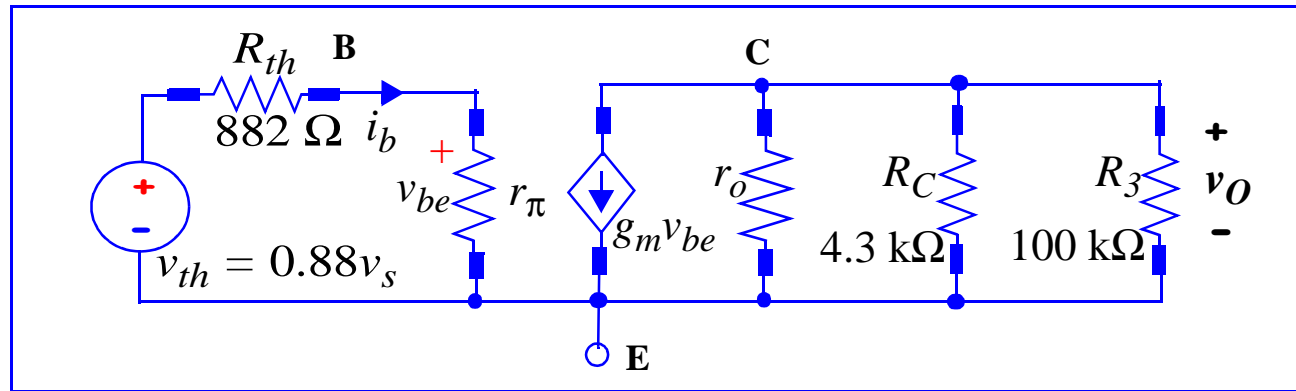 R_th
B
C
882 Ω
i_b
+
v_be
r_π
g_m v_be
r_o
R_C
4.3 kΩ
R_3
100 kΩ
+
v_O
-
+
-
v_th = 0.88v_s
E